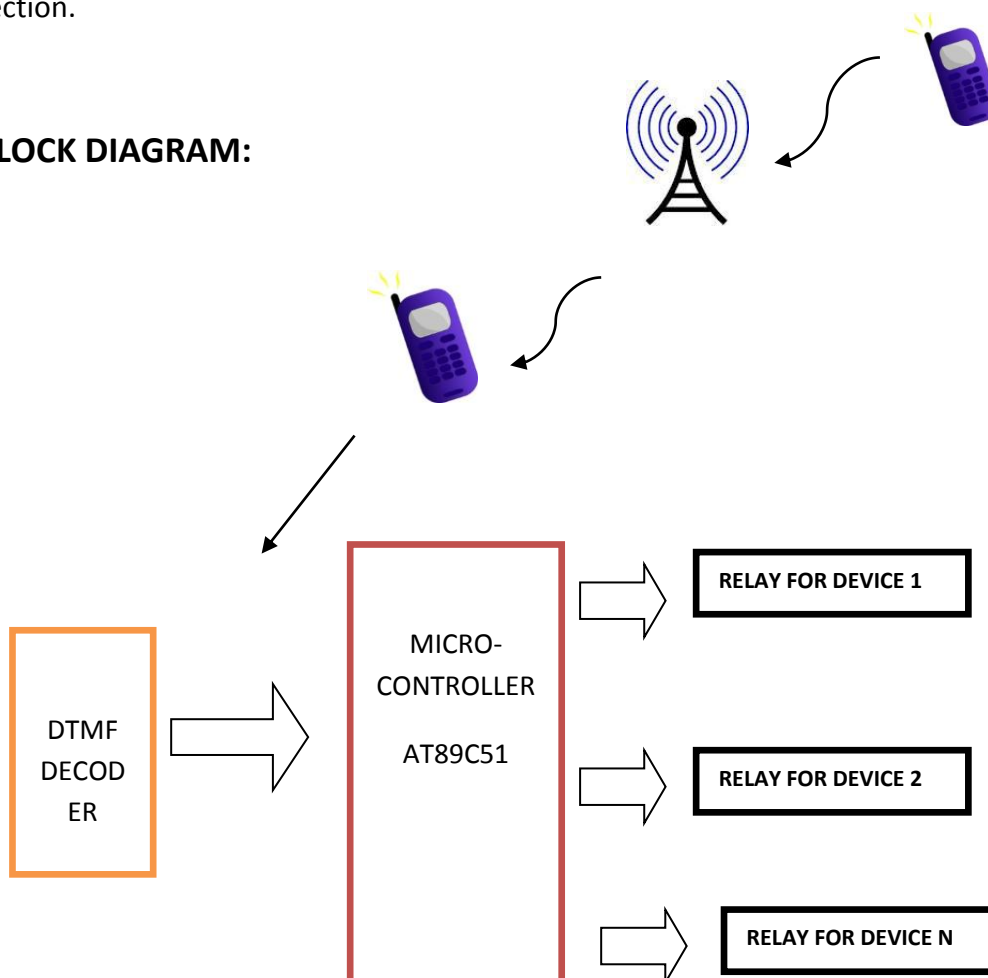 ection.
LOCK DIAGRAM:
RELAY FOR DEVICE 1
MICRO-
CONTROLLER
AT89C51
DTMF
DECOD
ER
RELAY FOR DEVICE 2
RELAY FOR DEVICE N